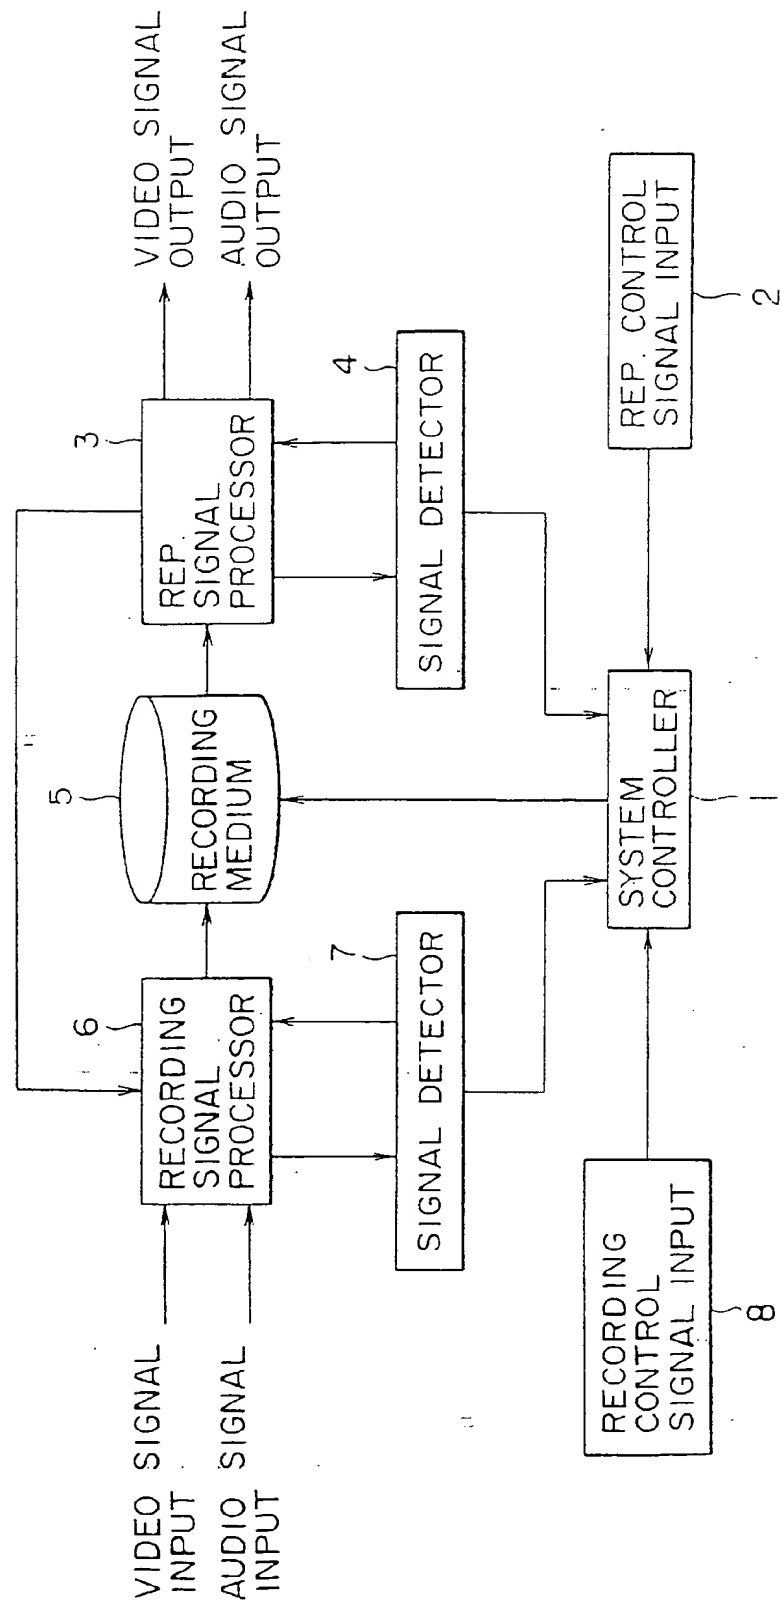 VIDEO SIGNAL
INPUT
AUDIO SIGNAL
INPUT
6
RECORDING
SIGNAL
PROCESSOR
5
RECORDING
MEDIUM
3
REP.
SIGNAL
PROCESSOR
VIDEO SIGNAL
OUTPUT
AUDIO SIGNAL
OUTPUT
7
SIGNAL DETECTOR
4
SIGNAL DETECTOR
RECORDING
CONTROL
SIGNAL INPUT
8
SYSTEM
CONTROLLER
1
REP. CONTROL
SIGNAL INPUT
2